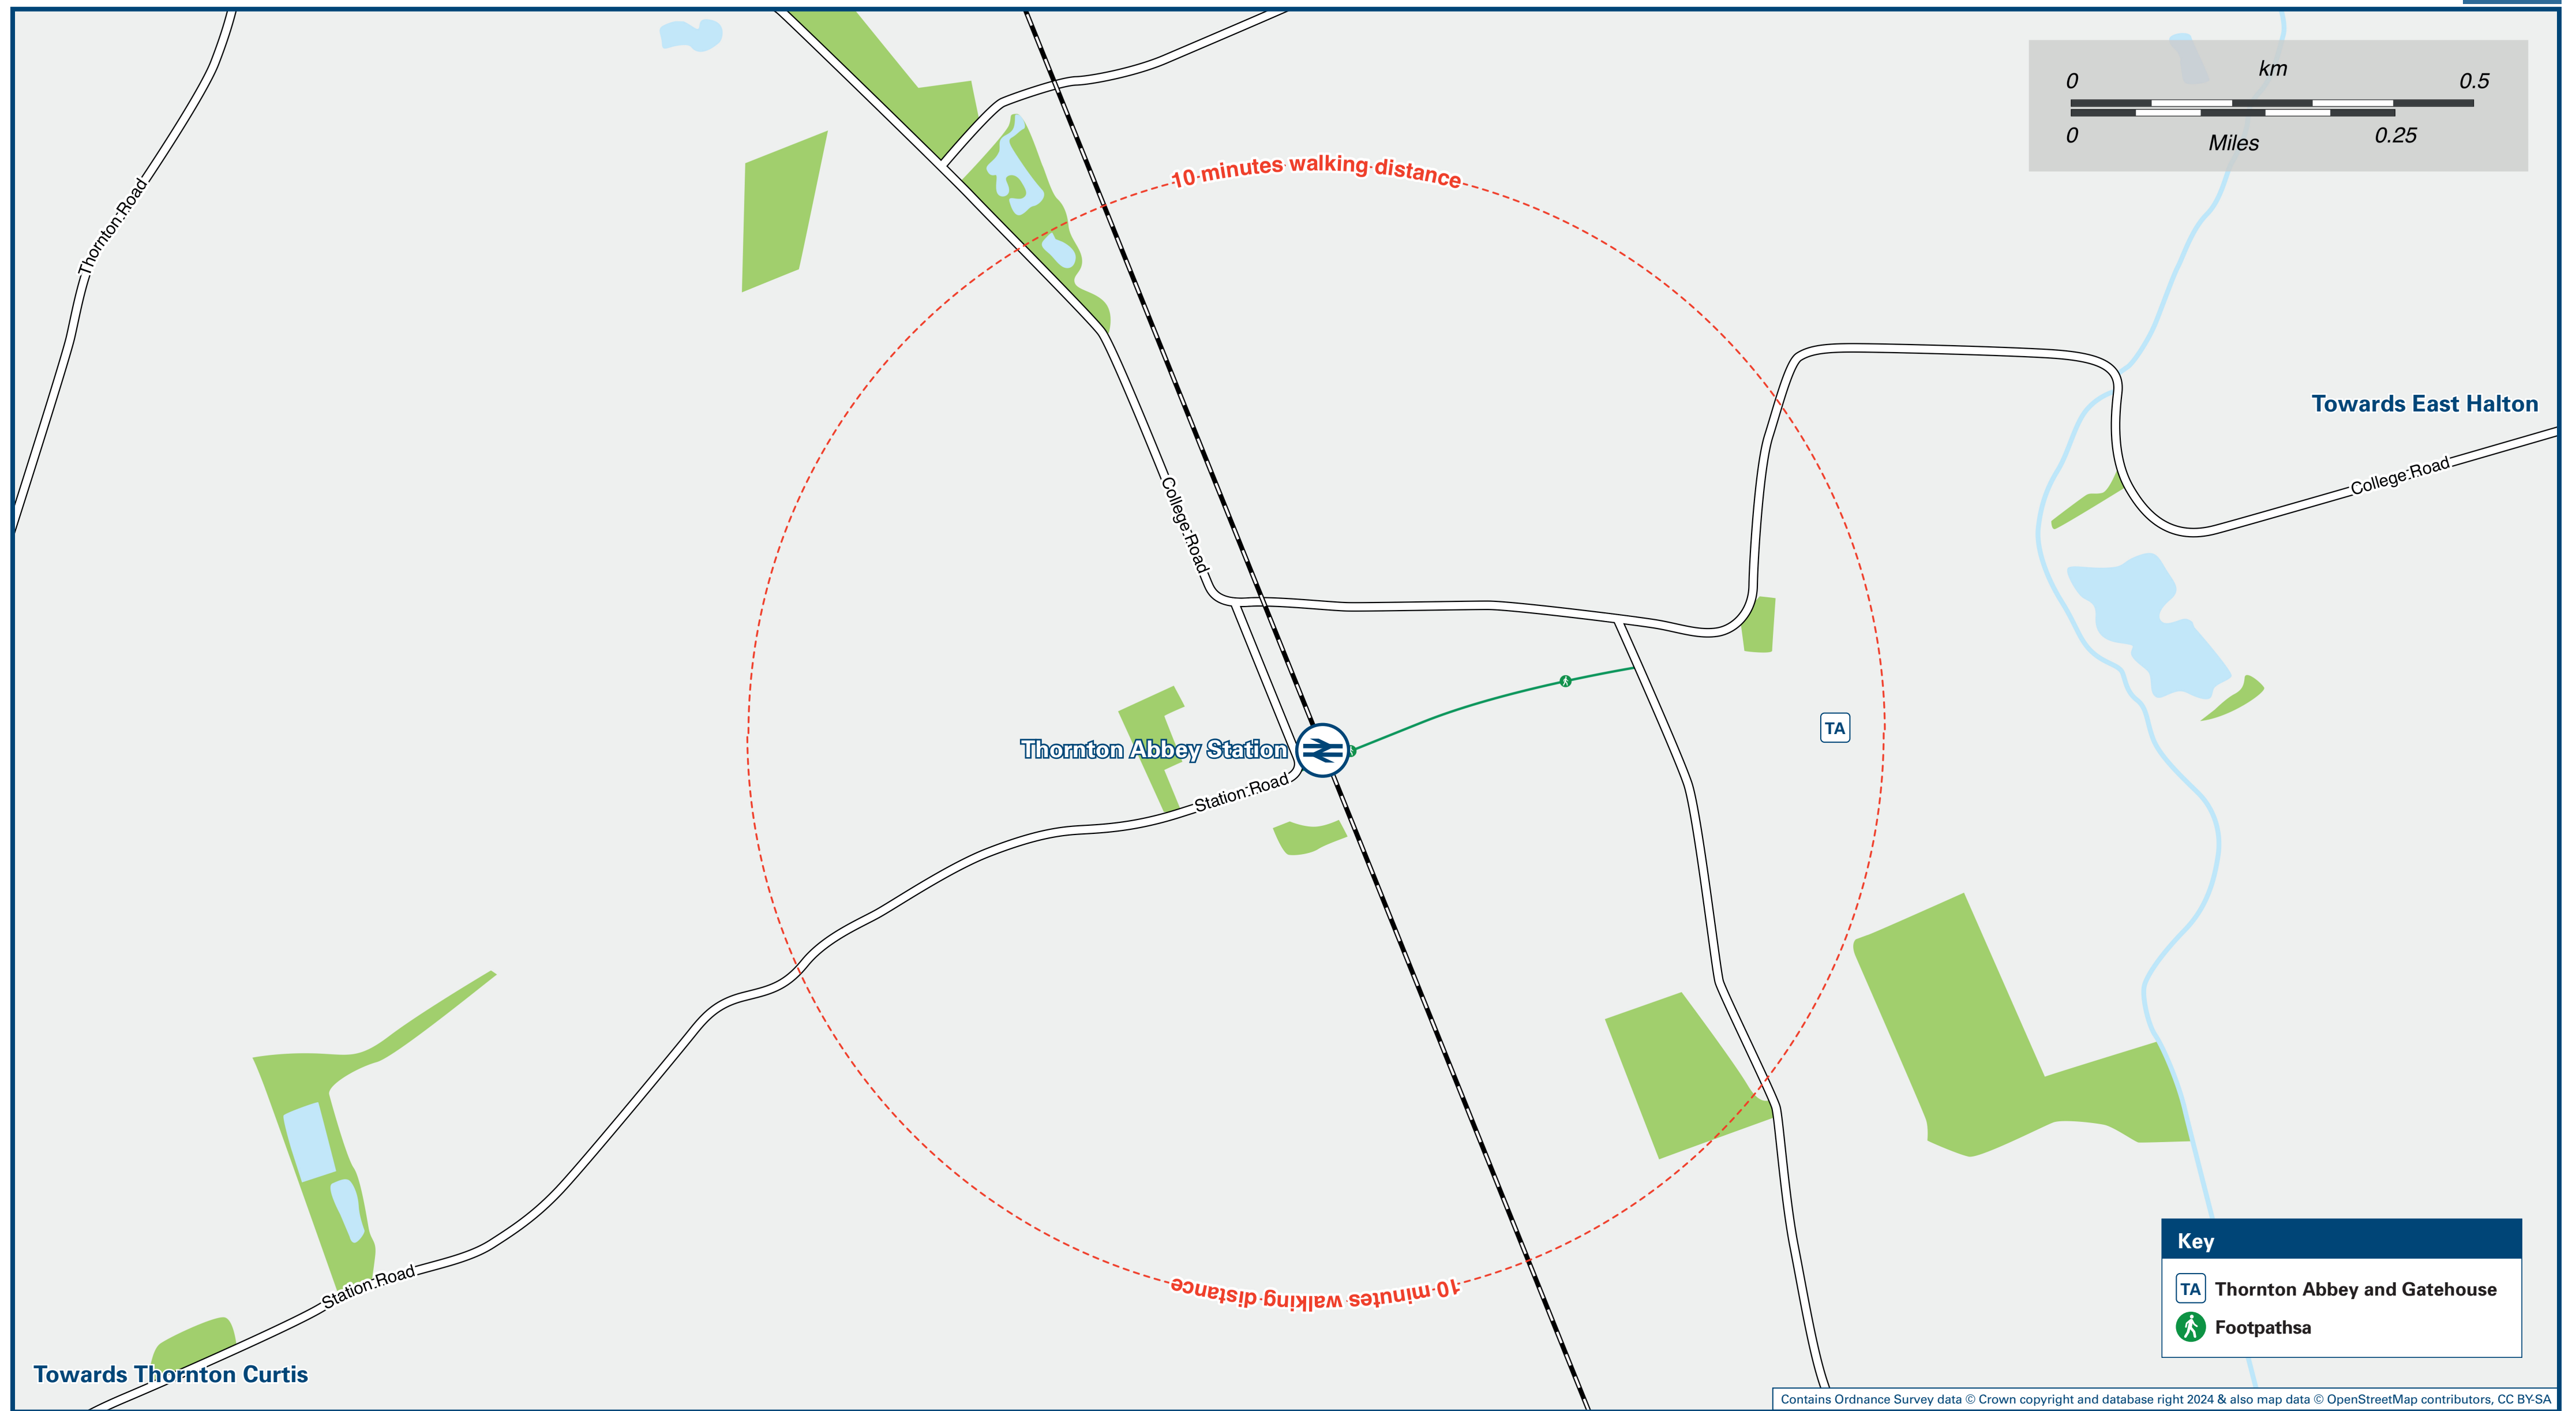 km
0 0.5
0 0.25
Miles
10 minutes walking distance
Thornton Road
Towards East Halton
College Road
College Road
TA
Thornton Abbey Station
Station Road
Key
TA Thornton Abbey and Gatehouse
Footpathsa
Station Road
10 minutes walking distance
Towards Thornton Curtis
Contains Ordnance Survey data © Crown copyright and database right 2024 & also map data © OpenStreetMap contributors, CC BY-SA